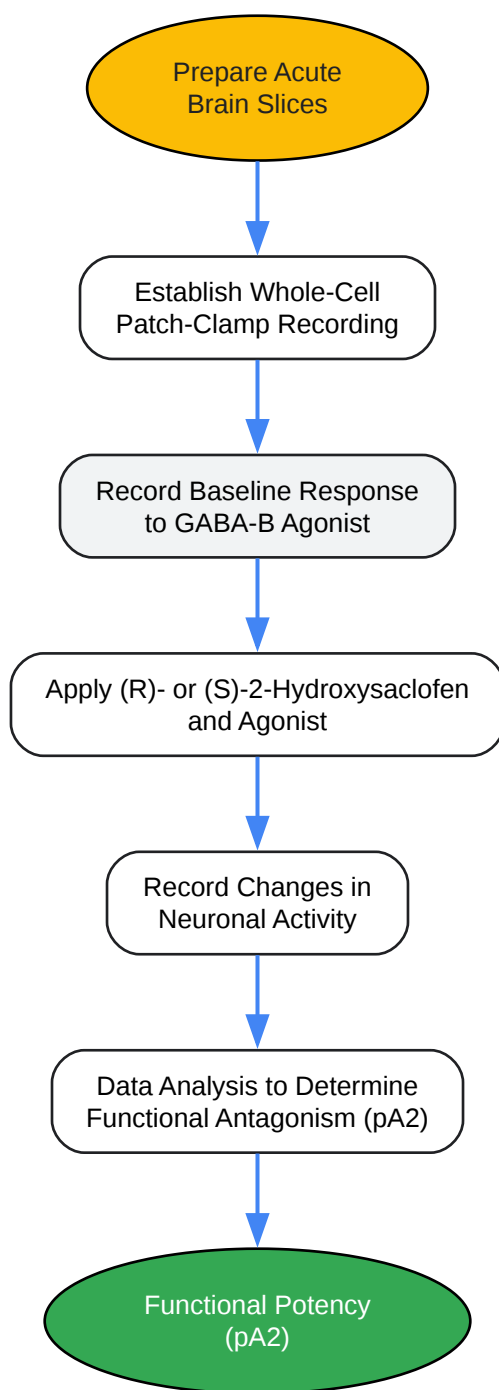 Prepare Acute
Brain Slices
Establish Whole-Cell
Patch-Clamp Recording
Record Baseline Response
to GABA-B Agonist
Apply (R)- or (S)-2-Hydroxysaclofen
and Agonist
Record Changes in
Neuronal Activity
Data Analysis to Determine
Functional Antagonism (pA2)
Functional Potency
(pA2)